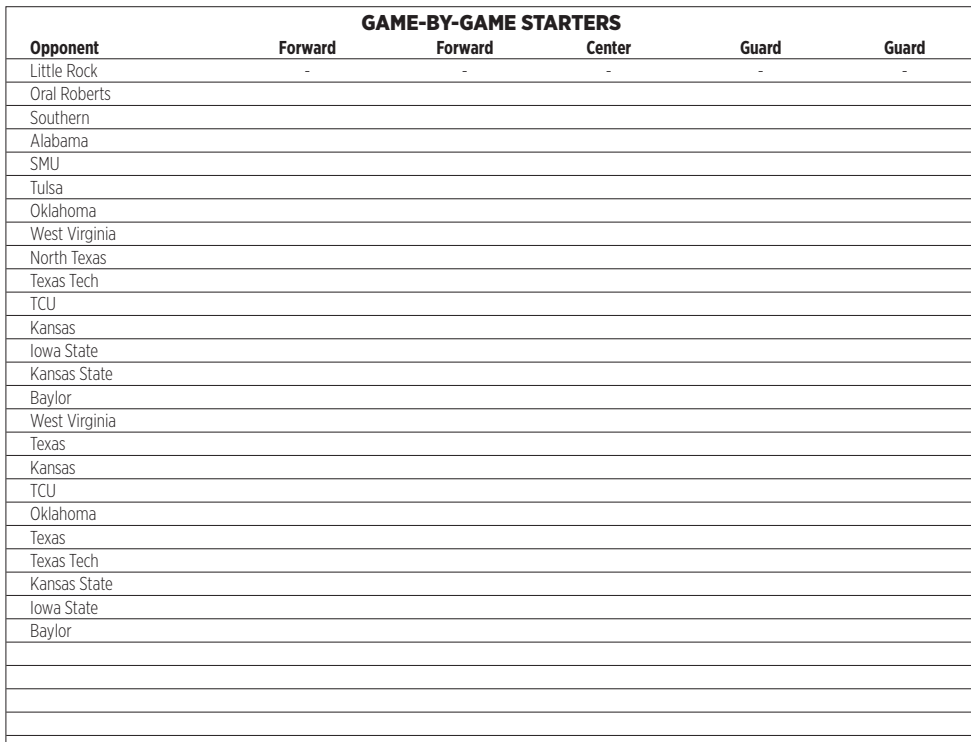 GAME-BY-GAME STARTERS
Opponent Forward Forward Center Guard Guard
Little Rock - - - - -
Oral Roberts
Southern
Alabama
SMU
Tulsa
Oklahoma
West Virginia
North Texas
Texas Tech
TCU
Kansas
Iowa State
Kansas State
Baylor
West Virginia
Texas
Kansas
TCU
Oklahoma
Texas
Texas Tech
Kansas State
Iowa State
Baylor